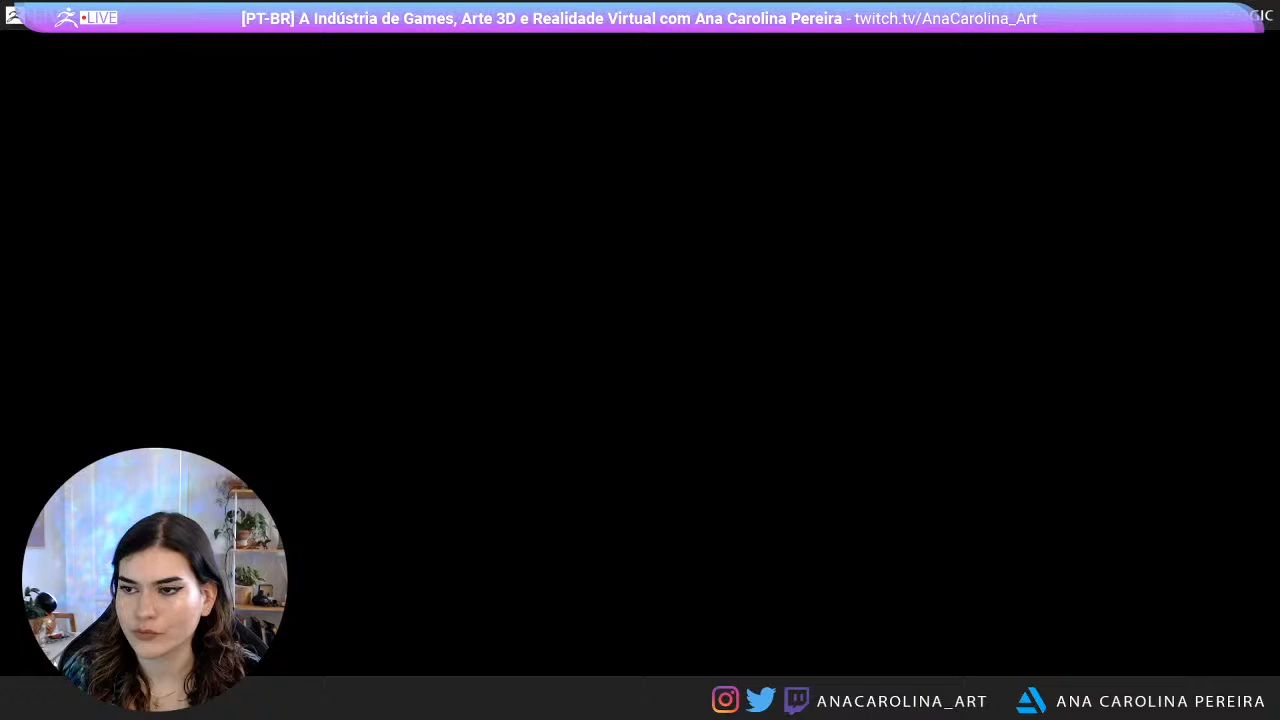 LIVE [PT-BR] A Indústria de Games, Arte 3D e Realidade Virtual com Ana Carolina Pereira - twitch.tv/AnaCarolina_Art
ANACAROLINA_ART ANA CAROLINA PEREIRA